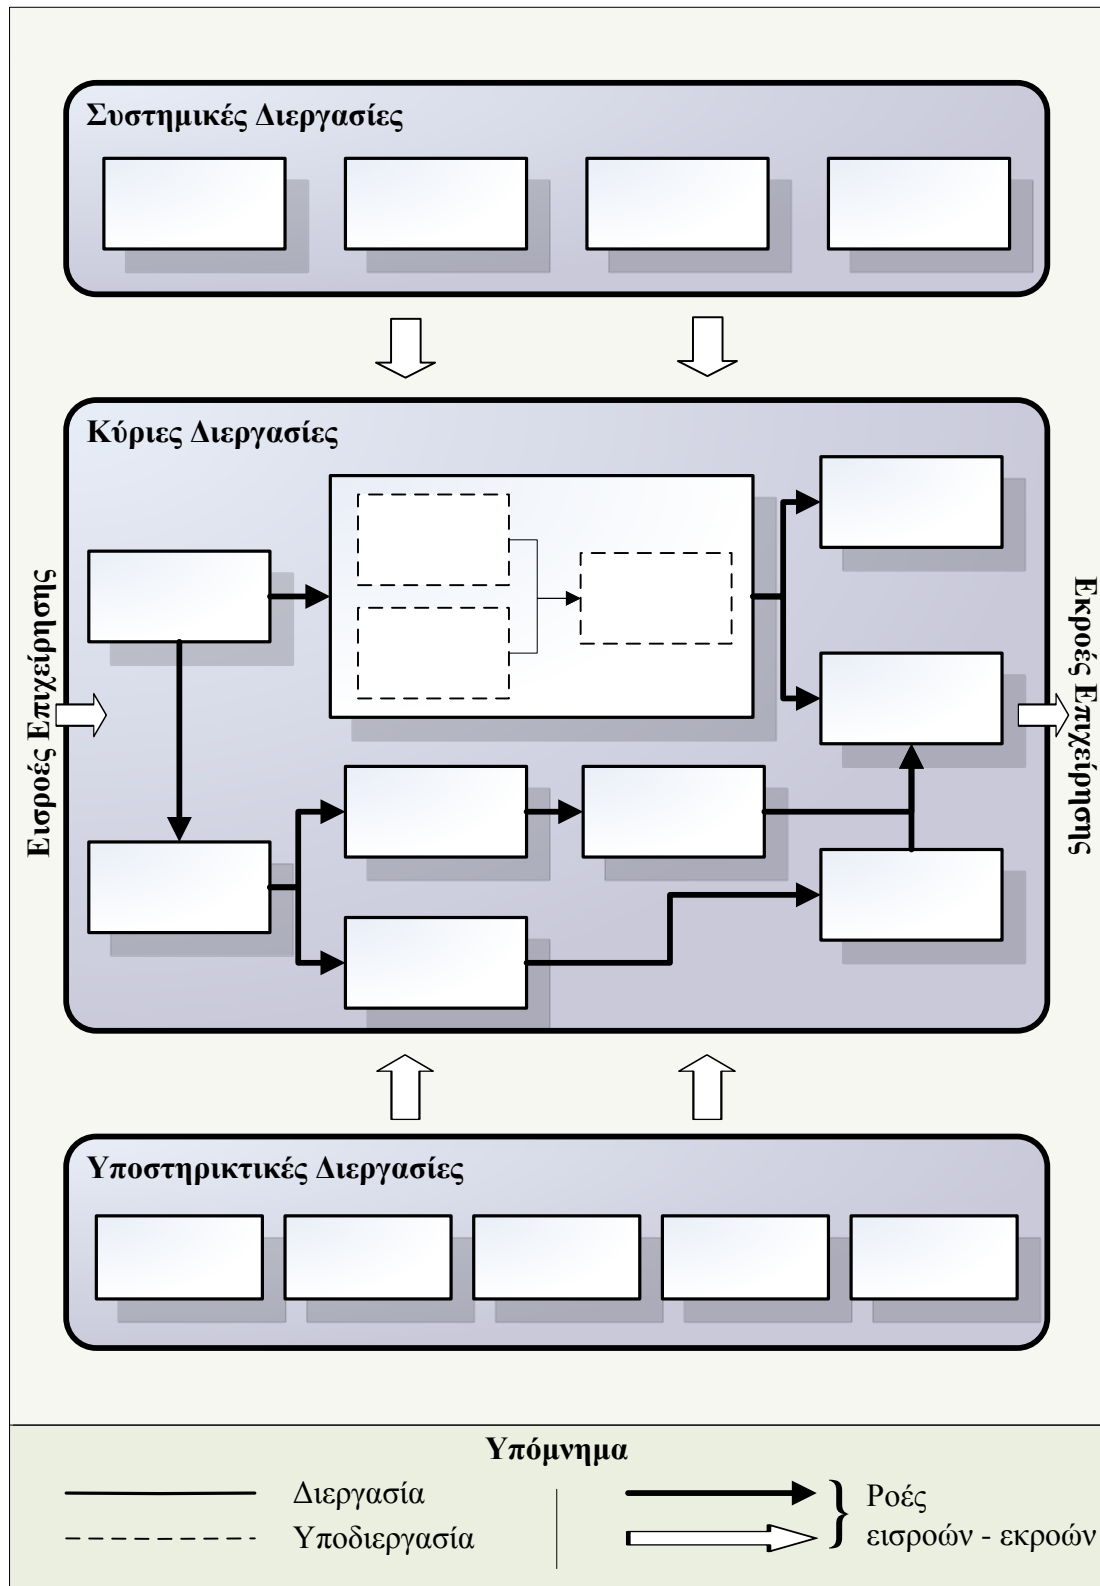 Συστημικές Διεργασίες
Κύριες Διεργασίες
Εισροές Επιχείρησης
Εκροές Επιχείρησης
Υποστηρικτικές Διεργασίες
Υπόμνημα
Διεργασία
Υποδιεργασία
Ροές
εισροών - εκροών